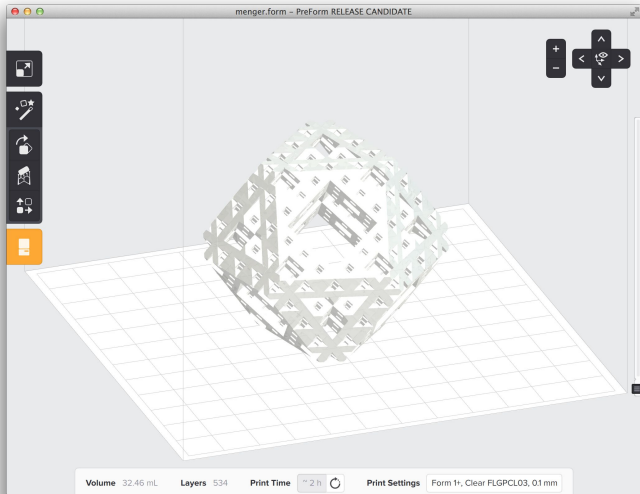 menger.form – PreForm RELEASE CANDIDATE
Volume 32.46 mL Layers 534 Print Time ~ 2 h Print Settings Form 1+, Clear FLGPCL03, 0.1 mm